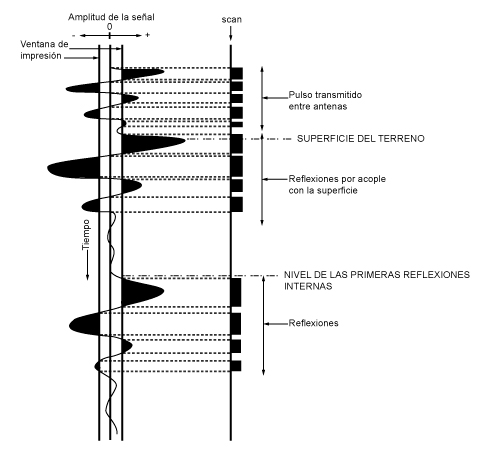 Amplitud de la señal
0
- +
scan
Ventana de
impresión
Pulso transmitido
entre antenas
SUPERFICIE DEL TERRENO
Reflexiones por acople
con la superficie
Tiempo
NIVEL DE LAS PRIMERAS REFLEXIONES
INTERNAS
Reflexiones